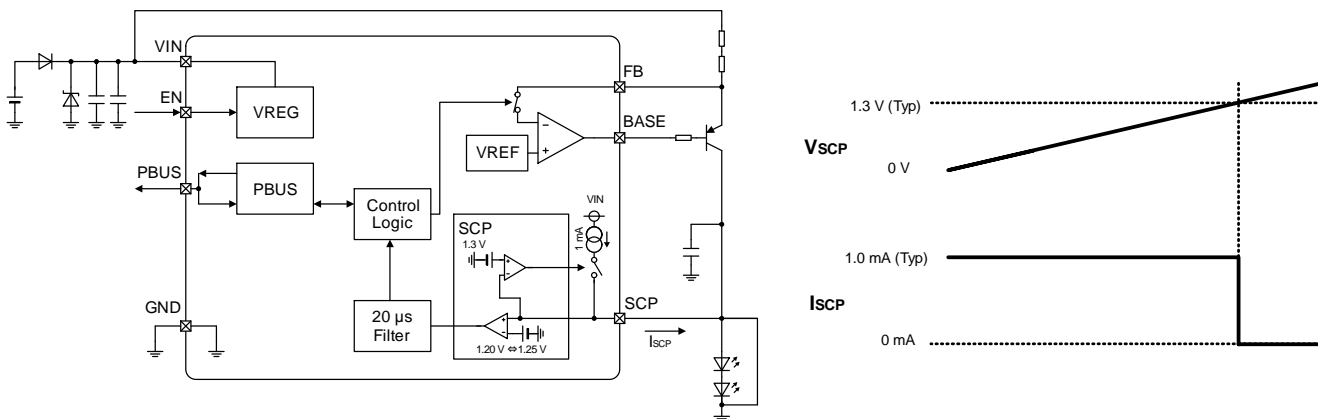 VIN
EN
VREG
PBUS
PBUS
GND
Control
Logic
20 µs
Filter
VREF
FB
BASE
SCP
1.3 V
1.20 V ⇔ 1.25 V
VIN
1 mA
SCP
ISCP
1.3 V (Typ)
VSCP
0 V
1.0 mA (Typ)
ISCP
0 mA